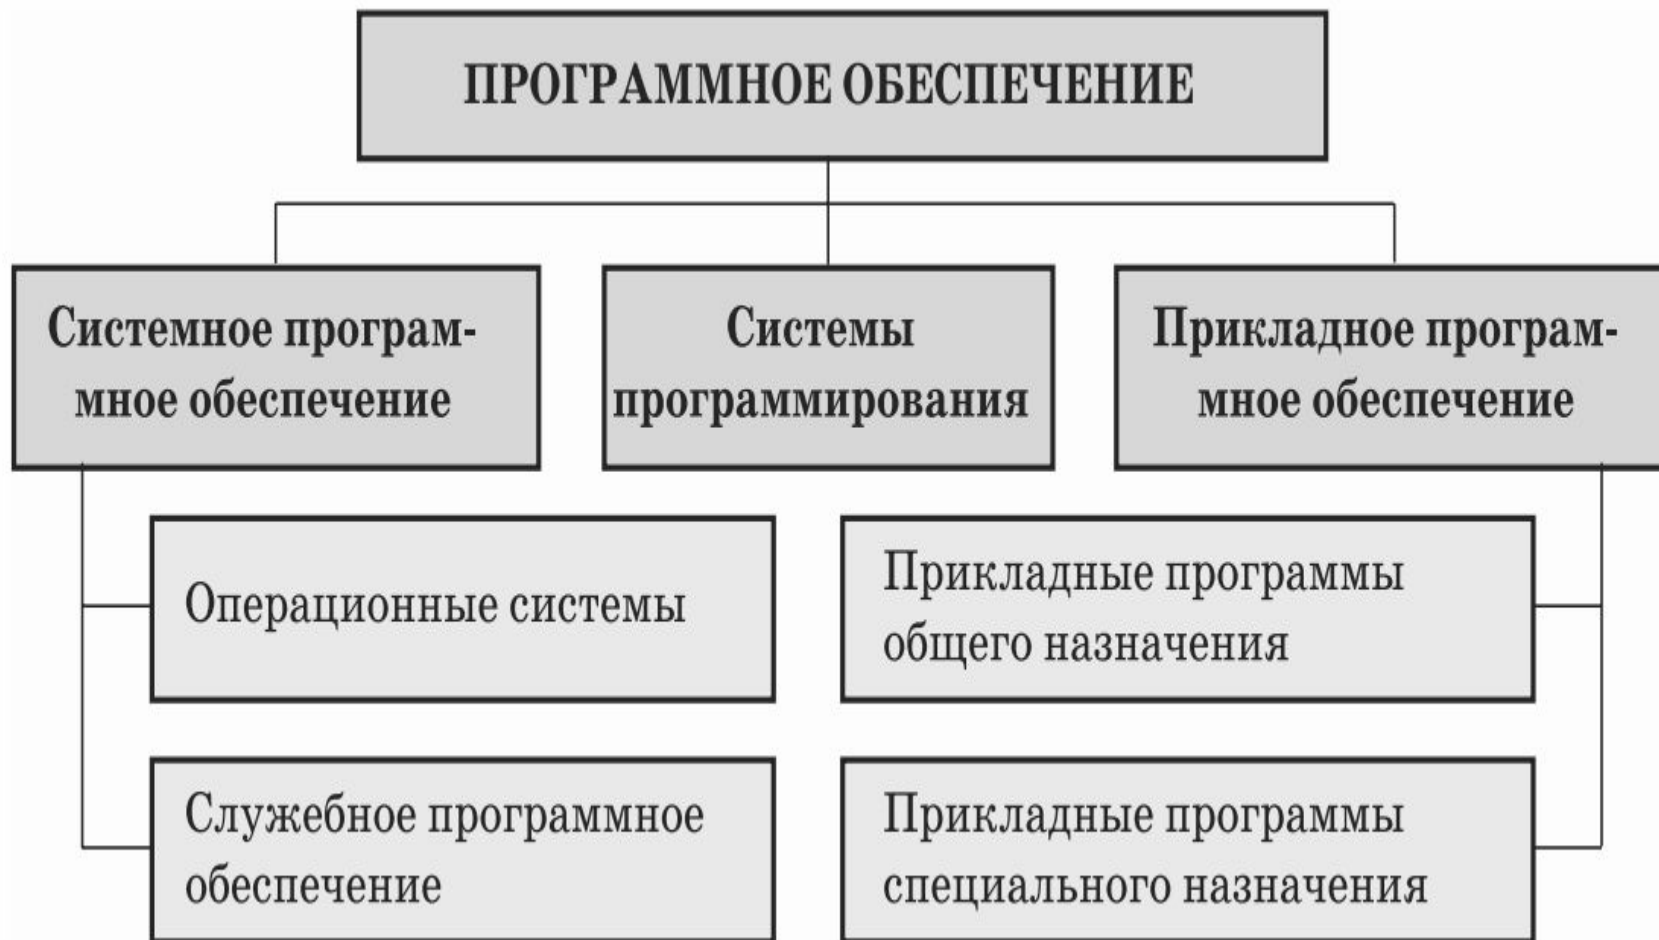 ПРОГРАММНОЕ ОБЕСПЕЧЕНИЕ
Системное програм-
мное обеспечение
Системы
программирования
Прикладное програм-
мное обеспечение
Операционные системы
Прикладные программы
общего назначения
Служебное программное
обеспечение
Прикладные программы
специального назначения